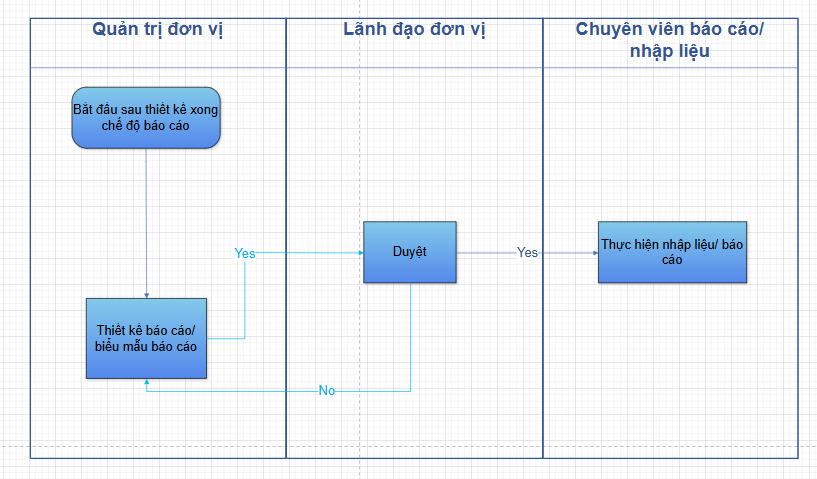 Quản trị đơn vị
Lãnh đạo đơn vị
Chuyên viên báo cáo/
nhập liệu
Bắt đầu sau thiết kế xong
chế độ báo cáo
Yes
Duyệt
Yes
Thực hiện nhập liệu/ báo
cáo
Thiết kế báo cáo/
biểu mẫu báo cáo
No